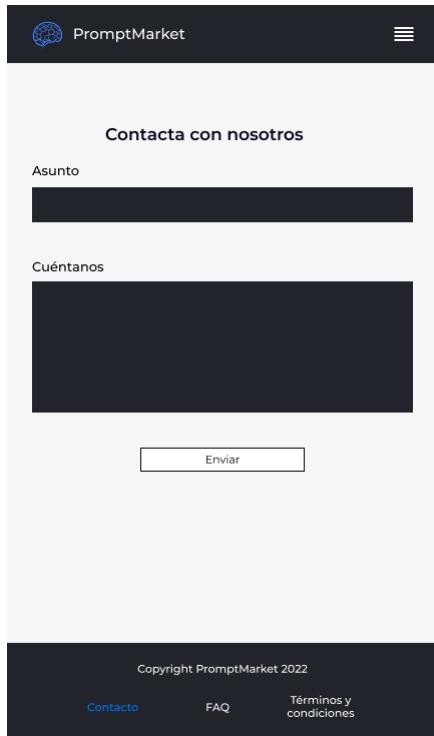 PromptMarket
Contacta con nosotros
Asunto
Cuéntanos
Enviar
Copyright PromptMarket 2022
Contacto
FAQ
Términos y
condiciones